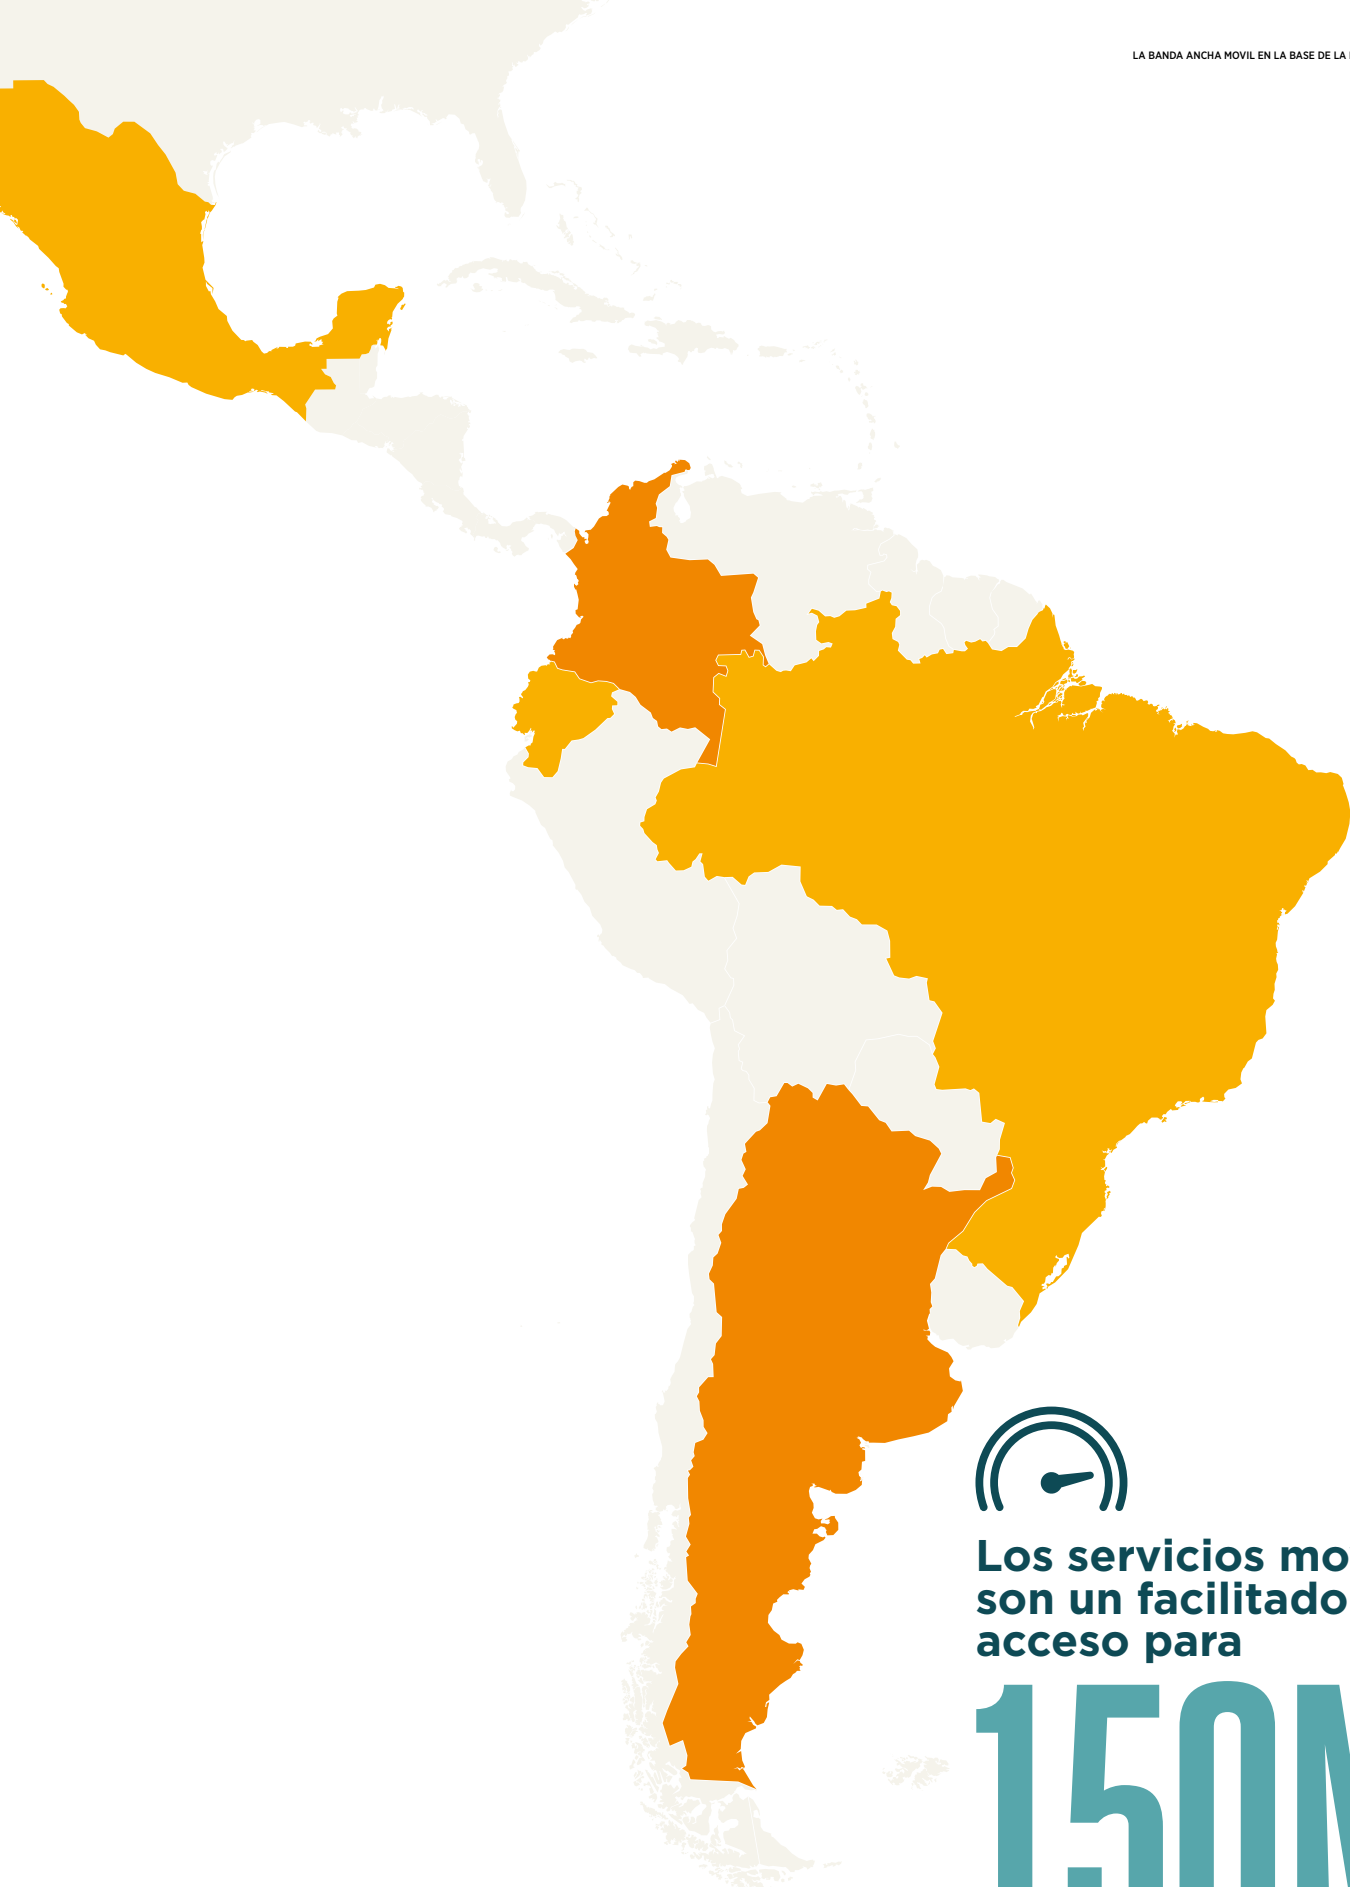 LA BANDA ANCHA MOVIL EN LA BASE DE LA
Los servicios mo
son un facilitado
acceso para
150M